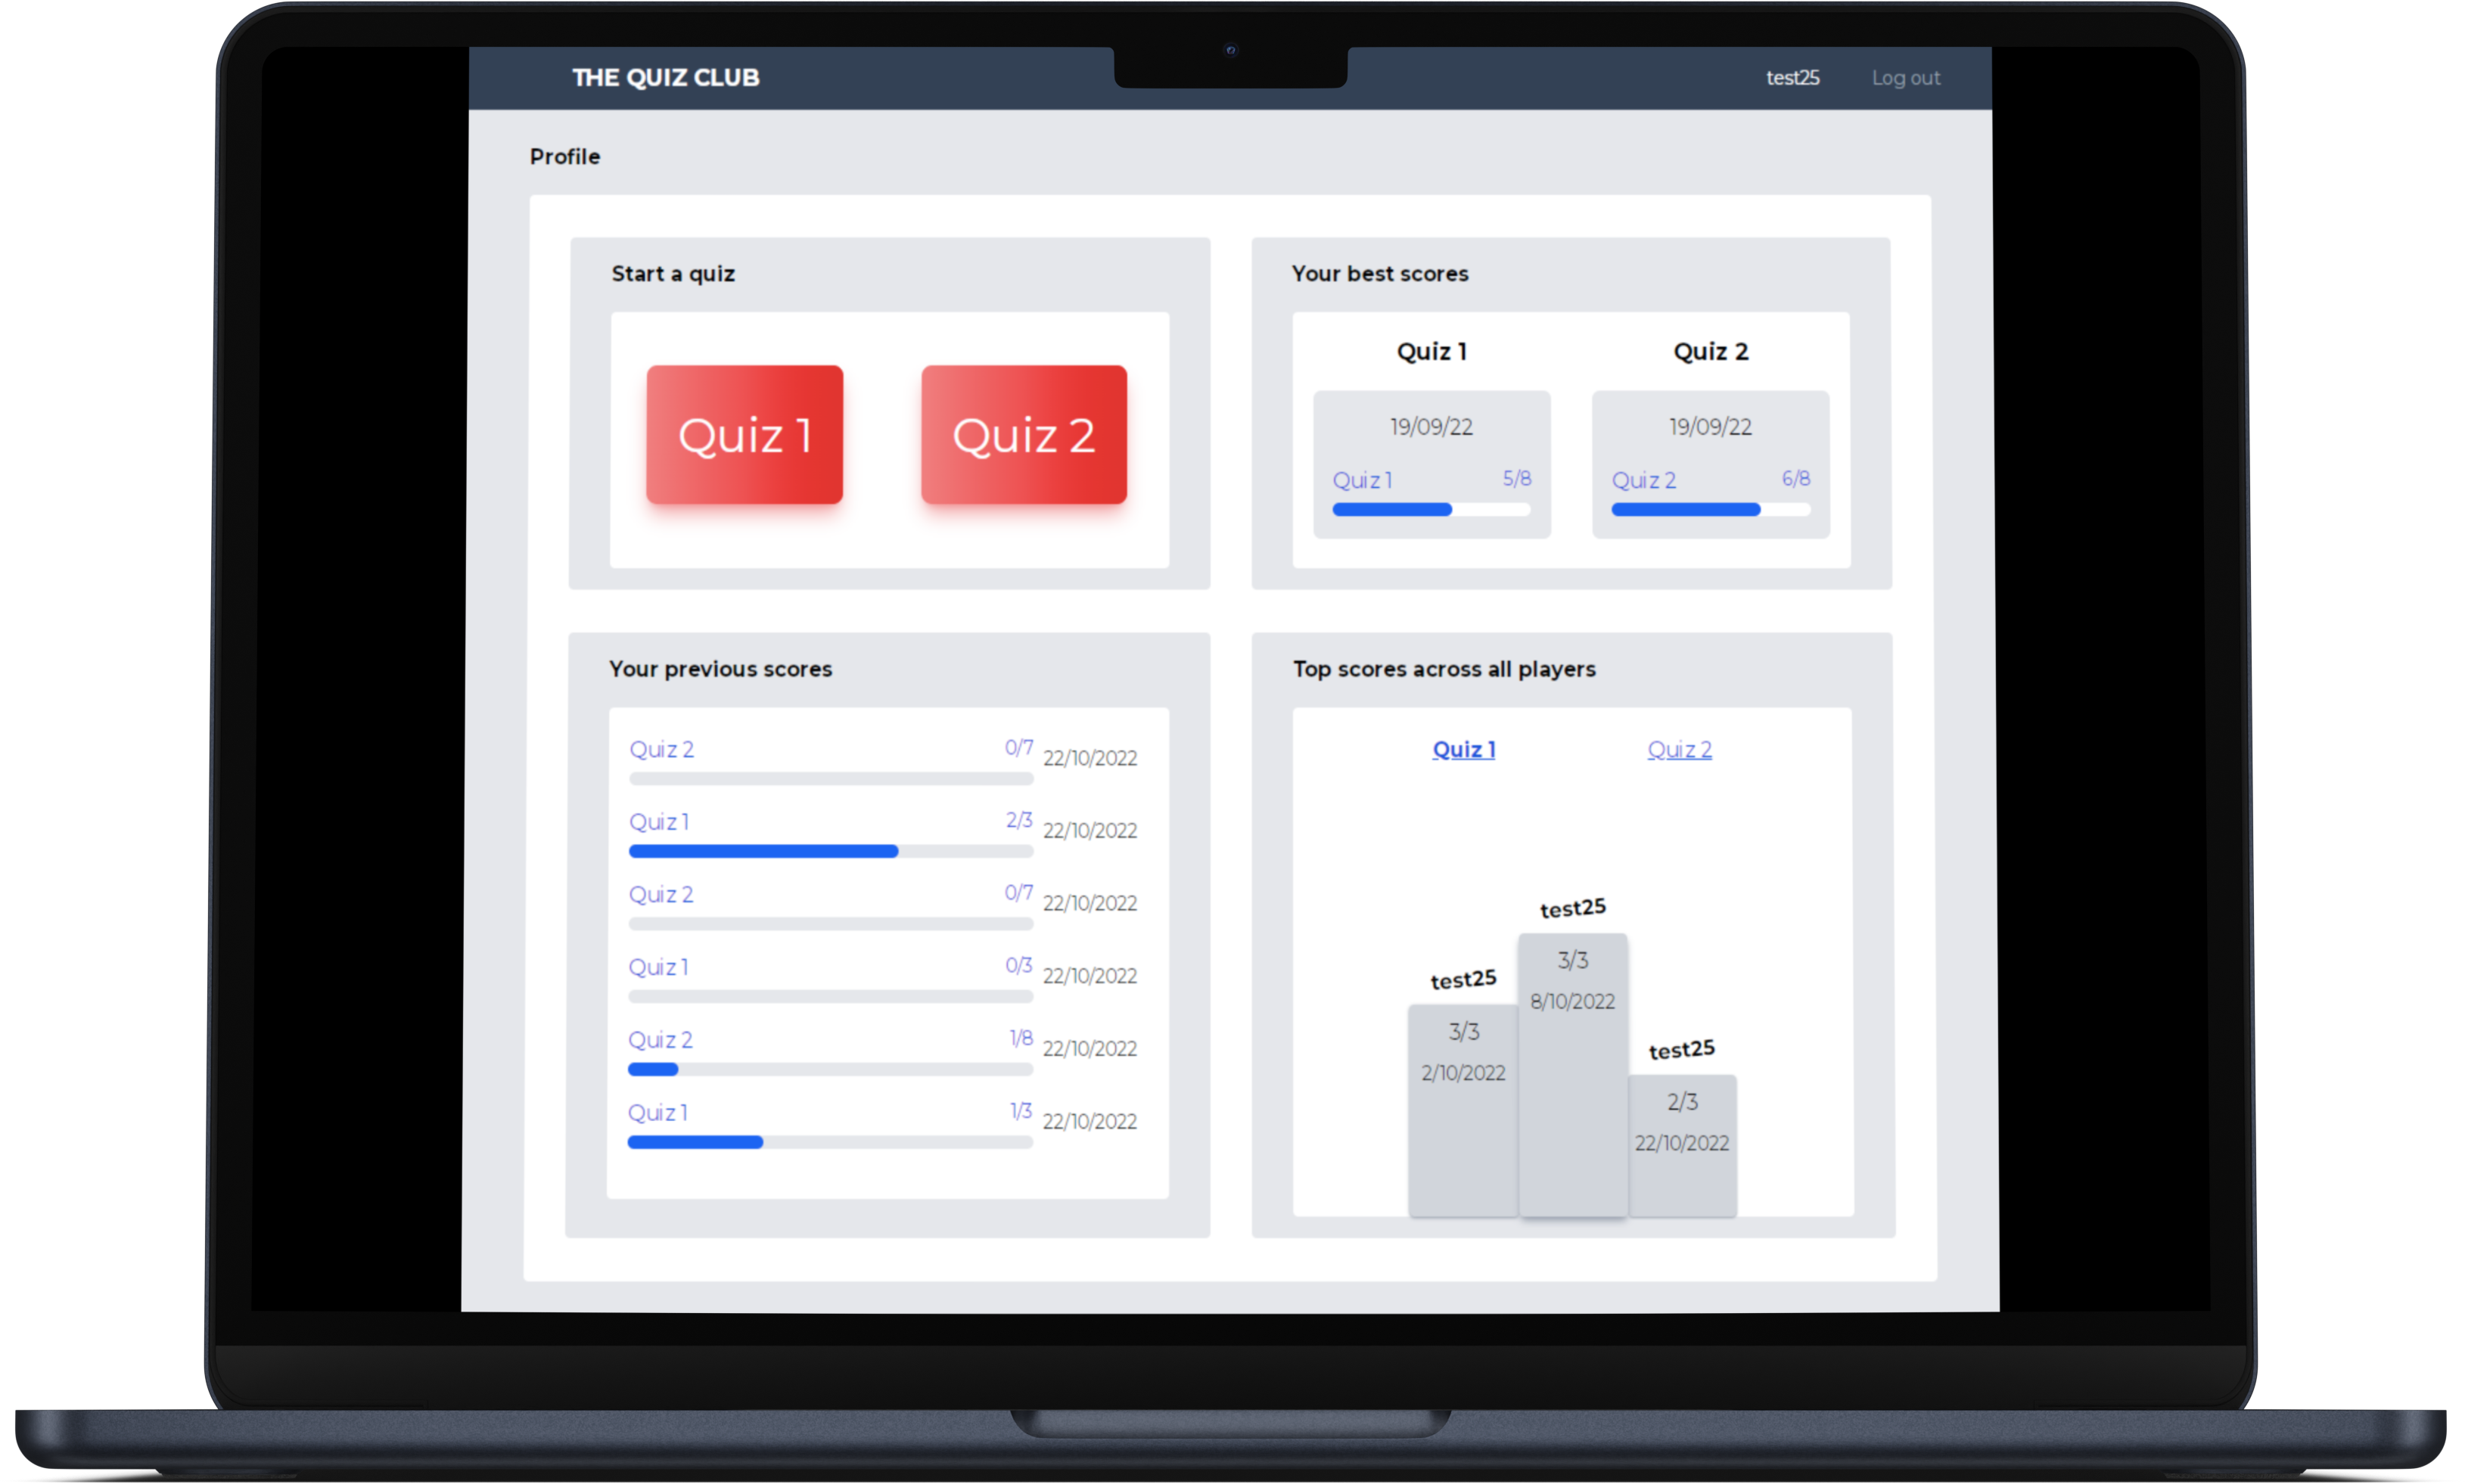 THE QUIZ CLUB
test25 Log out
Profile
Start a quiz
Quiz 1 Quiz 2
Your best scores
Quiz 1 Quiz 2
19/09/22 19/09/22
Quiz 1 5/8 Quiz 2 6/8
Your previous scores
Quiz 2 0/7 22/10/2022
Quiz 1 2/3 22/10/2022
Quiz 2 0/7 22/10/2022
Quiz 1 0/3 22/10/2022
Quiz 2 1/8 22/10/2022
Quiz 1 1/3 22/10/2022
Top scores across all players
Quiz 1 Quiz 2
test25
3/3
2/10/2022
test25
3/3
8/10/2022
test25
2/3
22/10/2022